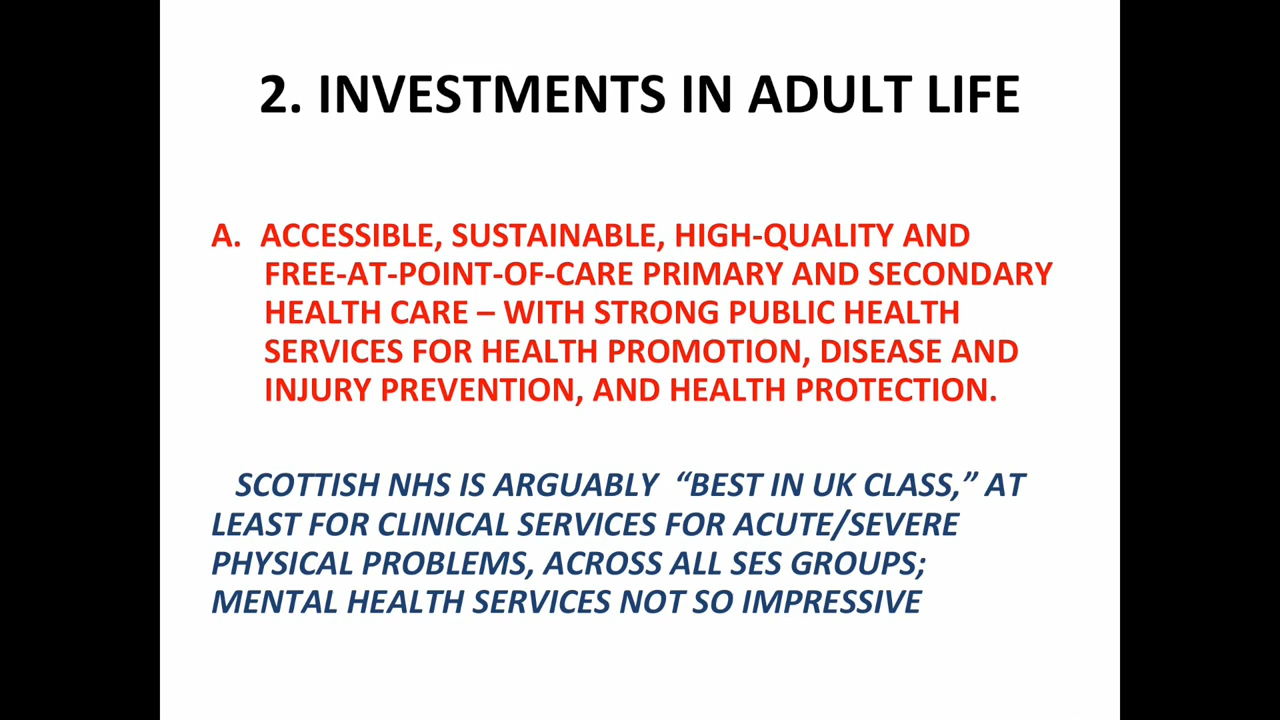 2. INVESTMENTS IN ADULT LIFE
A. ACCESSIBLE, SUSTAINABLE, HIGH-QUALITY AND
FREE-AT-POINT-OF-CARE PRIMARY AND SECONDARY
HEALTH CARE – WITH STRONG PUBLIC HEALTH
SERVICES FOR HEALTH PROMOTION, DISEASE AND
INJURY PREVENTION, AND HEALTH PROTECTION.
SCOTTISH NHS IS ARGUABLY “BEST IN UK CLASS,” AT
LEAST FOR CLINICAL SERVICES FOR ACUTE/SEVERE
PHYSICAL PROBLEMS, ACROSS ALL SES GROUPS;
MENTAL HEALTH SERVICES NOT SO IMPRESSIVE